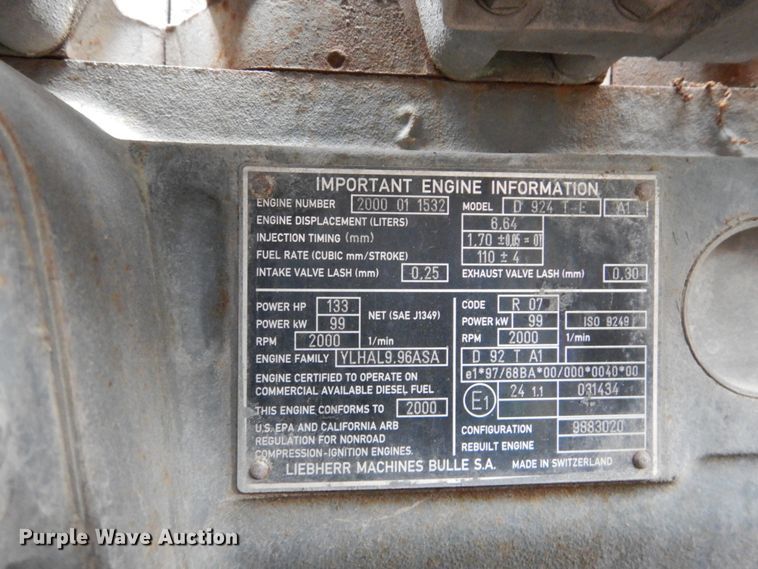 IMPORTANT ENGINE INFORMATION
ENGINE NUMBER 2000 01 1532 MODEL D 924 T-E A1
ENGINE DISPLACEMENT (LITERS) 6,64
INJECTION TIMING (mm) 1,70 ±0,05
FUEL RATE (CUBIC mm/STROKE) 110 ± 4
INTAKE VALVE LASH (mm) 0,25 EXHAUST VALVE LASH (mm) 0,30
POWER HP 133 NET (SAE J1349)
POWER kW 99
RPM 2000 1/min
ENGINE FAMILY YLHAL9.96ASA
ENGINE CERTIFIED TO OPERATE ON
COMMERCIAL AVAILABLE DIESEL FUEL
THIS ENGINE CONFORMS TO 2000
U.S. EPA AND CALIFORNIA ARB
REGULATION FOR NONROAD
COMPRESSION-IGNITION ENGINES.
CODE R 07
POWER kW 99 ISO 9249
RPM 2000 1/min
D 92 T A1
e1*97/68BA*00/000*0040*00
E1 24 1.1 031434
CONFIGURATION 9883020
REBUILT ENGINE
LIEBHERR MACHINES BULLE S.A. MADE IN SWITZERLAND
Purple Wave Auction